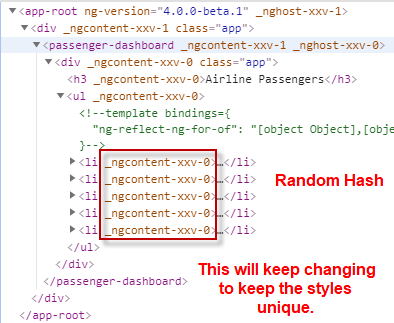 ▼<app-root ng-version="4.0.0-beta.1" _nghost-xxv-1>
▼<div _ngcontent-xxv-1 class="app">
▼<passenger-dashboard _ngcontent-xxv-1 _nghost-xxv-0>
▼<div _ngcontent-xxv-0 class="app">
<h3 _ngcontent-xxv-0>Airline Passengers</h3>
▼<ul _ngcontent-xxv-0>
<!--template bindings={
"ng-reflect-ng-for-of": "[object Object],[obje
}-->
▶<li _ngcontent-xxv-0>…</li>
▶<li _ngcontent-xxv-0>…</li>
▶<li _ngcontent-xxv-0>…</li>
▶<li _ngcontent-xxv-0>…</li>
▶<li _ngcontent-xxv-0>…</li>
</ul>
</div>
</passenger-dashboard>
</div>
</app-root>
Random Hash
This will keep changing
to keep the styles
unique.